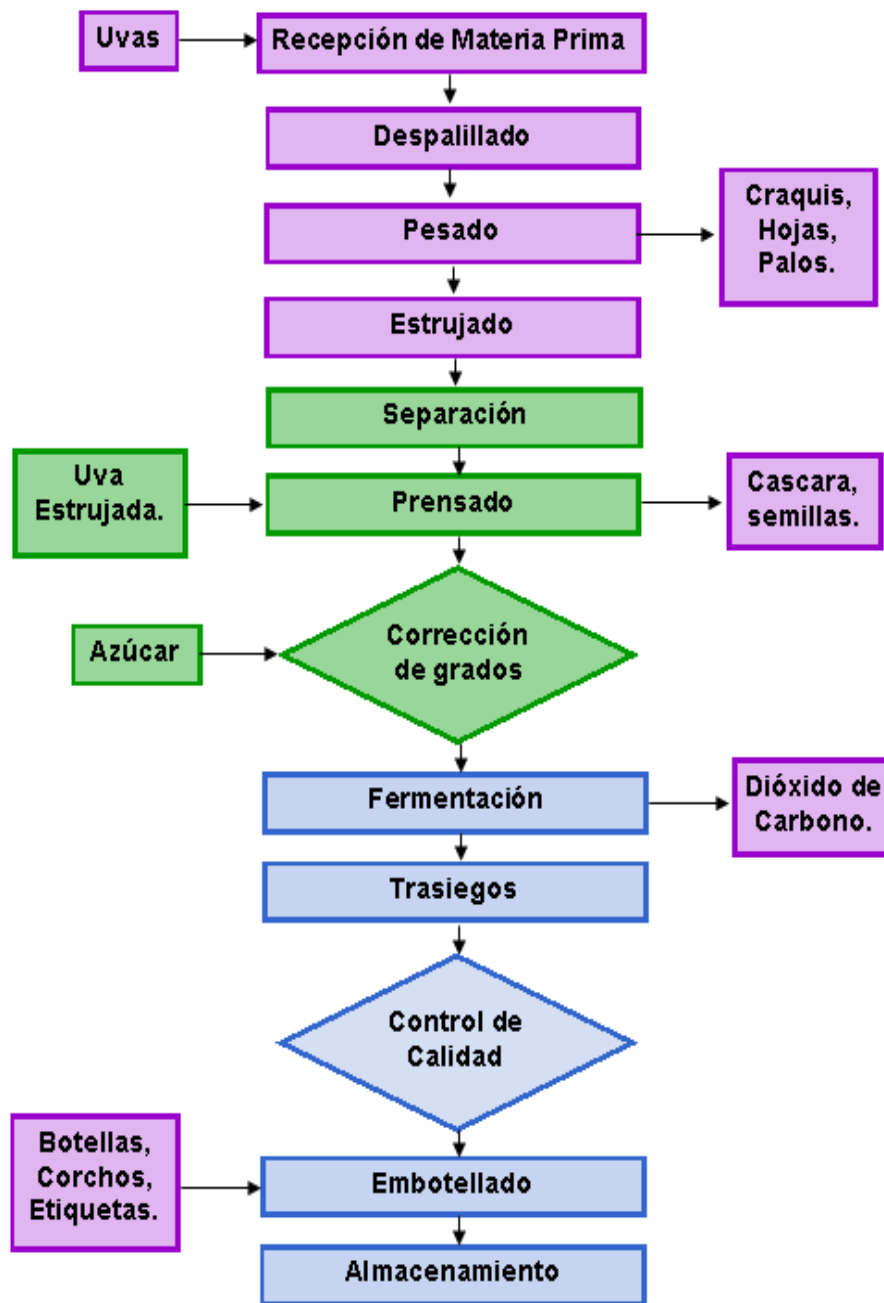 Uvas
Recepción de Materia Prima
Despalillado
Pesado
Craquis,
Hojas,
Palos.
Estrujado
Separación
Uva
Estrujada.
Prensado
Cascara,
semillas.
Azúcar
Corrección
de grados
Fermentación
Dióxido de
Carbono.
Trasiegos
Control de
Calidad
Botellas,
Corchos,
Etiquetas.
Embotellado
Almacenamiento